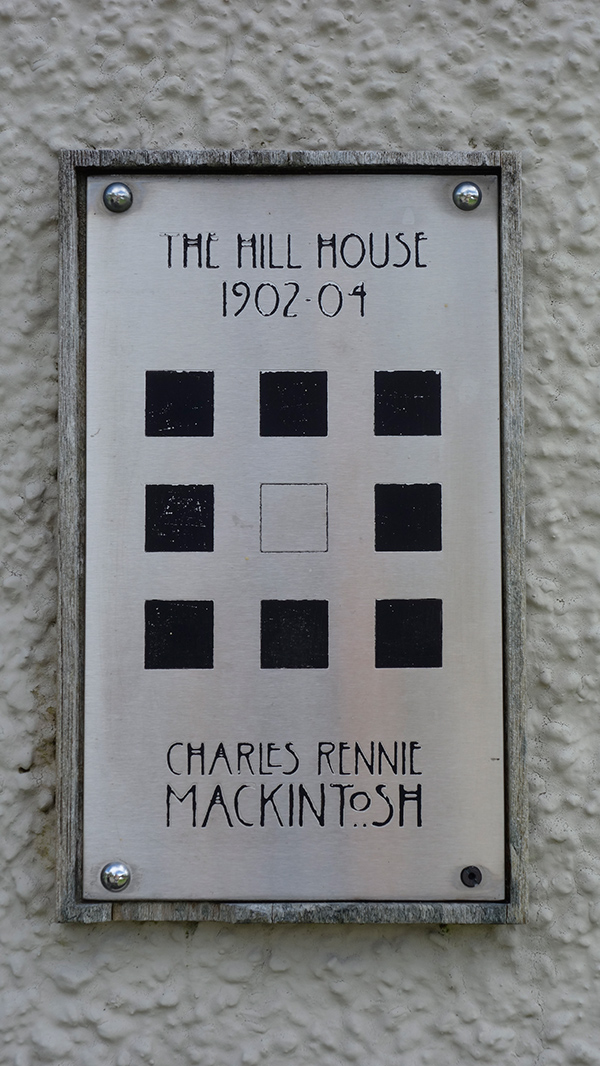 THE HILL HOUSE
1902-04
CHARLES RENNIE
MACKINTOSH